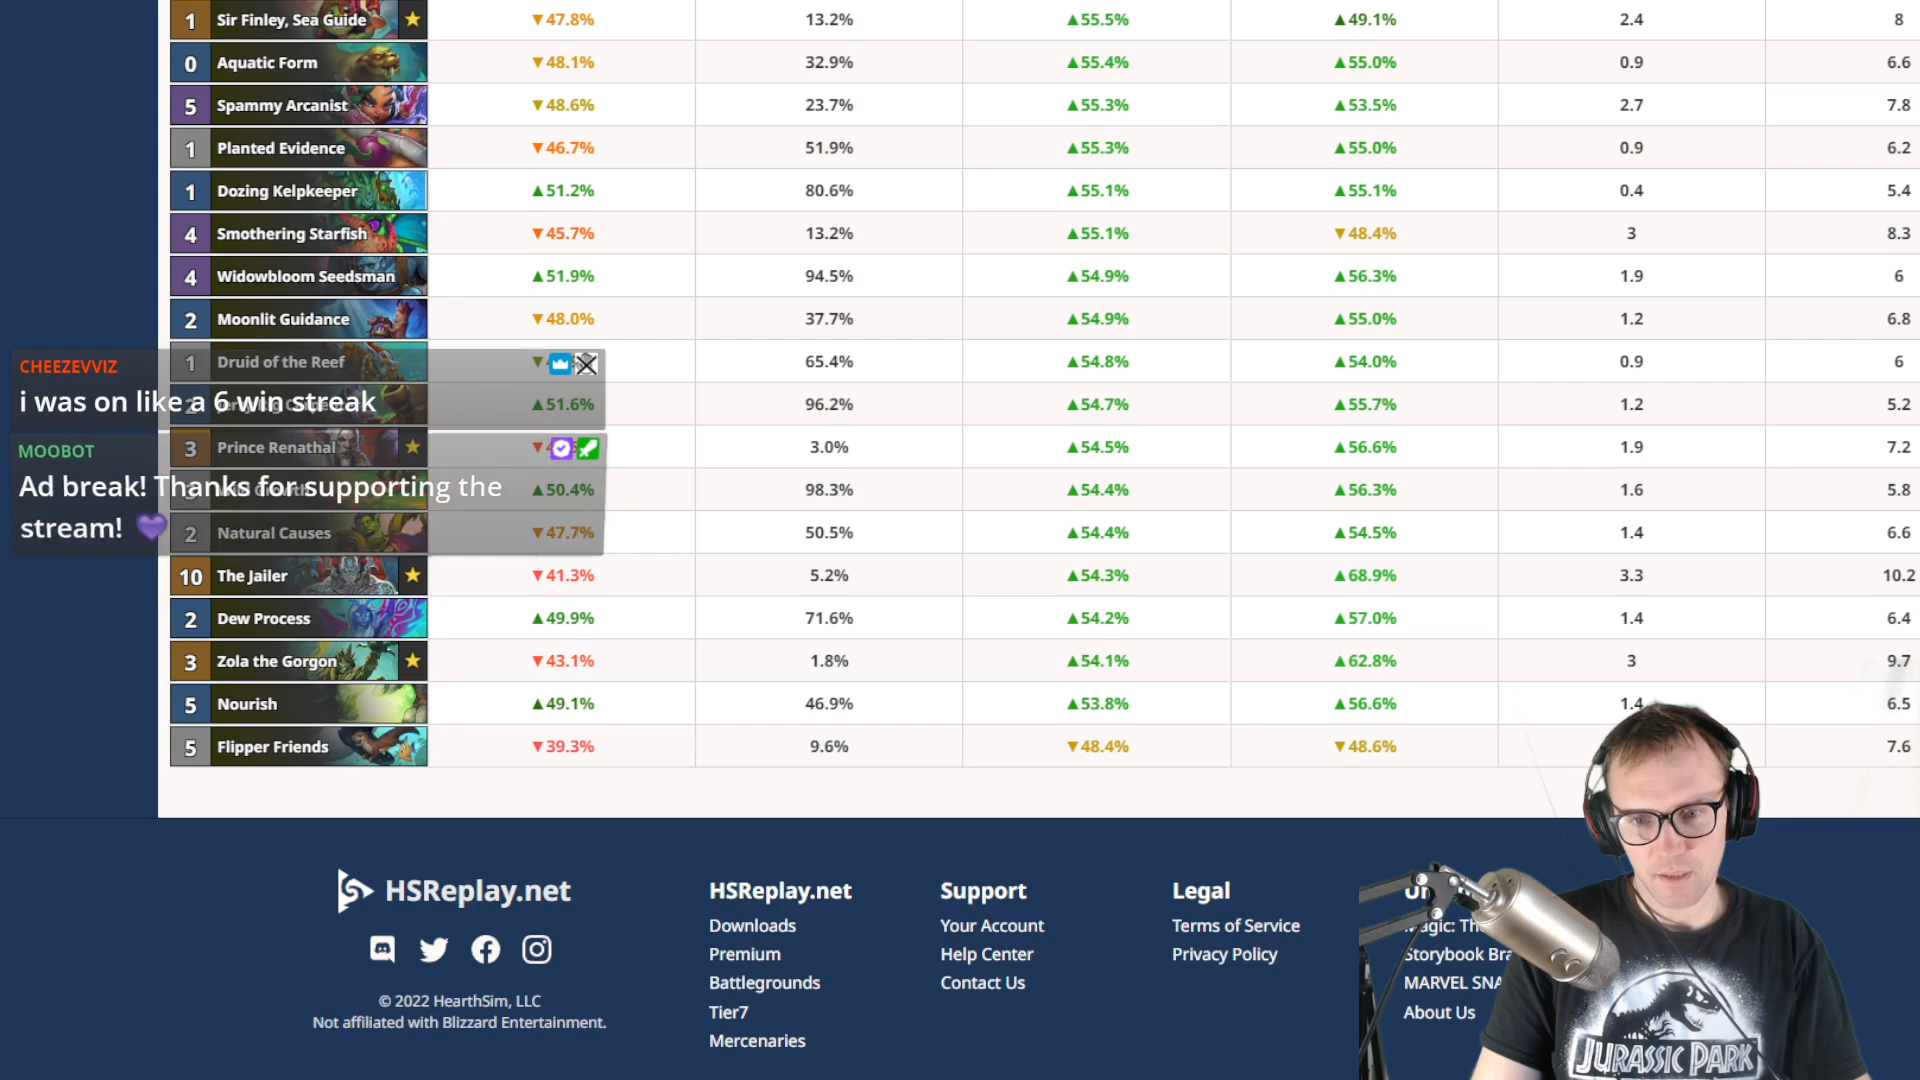 1 Sir Finley, Sea Guide ▼47.8% 13.2% ▲55.5% ▲49.1% 2.4 8
0 Aquatic Form ▼48.1% 32.9% ▲55.4% ▲55.0% 0.9 6.6
5 Spammy Arcanist ▼48.6% 23.7% ▲55.3% ▲53.5% 2.7 7.8
1 Planted Evidence ▼46.7% 51.9% ▲55.3% ▲55.0% 0.9 6.2
1 Dozing Kelpkeeper ▲51.2% 80.6% ▲55.1% ▲55.1% 0.4 5.4
4 Smothering Starfish ▼45.7% 13.2% ▲55.1% ▼48.4% 3 8.3
4 Widowbloom Seedsman ▲51.9% 94.5% ▲54.9% ▲56.3% 1.9 6
2 Moonlit Guidance ▼48.0% 37.7% ▲54.9% ▲55.0% 1.2 6.8
1 Druid of the Reef 65.4% ▲54.8% ▲54.0% 0.9 6
▲51.6% 96.2% ▲54.7% ▲55.7% 1.2 5.2
3 Prince Renathal 3.0% ▲54.5% ▲56.6% 1.9 7.2
▲50.4% 98.3% ▲54.4% ▲56.3% 1.6 5.8
2 Natural Causes ▼47.7% 50.5% ▲54.4% ▲54.5% 1.4 6.6
10 The Jailer ▼41.3% 5.2% ▲54.3% ▲68.9% 3.3 10.2
2 Dew Process ▲49.9% 71.6% ▲54.2% ▲57.0% 1.4 6.4
3 Zola the Gorgon ▼43.1% 1.8% ▲54.1% ▲62.8% 3 9.7
5 Nourish ▲49.1% 46.9% ▲53.8% ▲56.6% 1.4 6.5
5 Flipper Friends ▼39.3% 9.6% ▼48.4% ▼48.6% 7.6
CHEEZEVVIZ
i was on like a 6 win streak
MOOBOT
Ad break! Thanks for supporting the
stream! 💜
HSReplay.net
© 2022 HearthSim, LLC
Not affiliated with Blizzard Entertainment.
HSReplay.net
Downloads
Premium
Battlegrounds
Tier7
Mercenaries
Support
Your Account
Help Center
Contact Us
Legal
Terms of Service
Privacy Policy
Magic:
Storybook
MARVEL
About Us
JURASSIC PARK